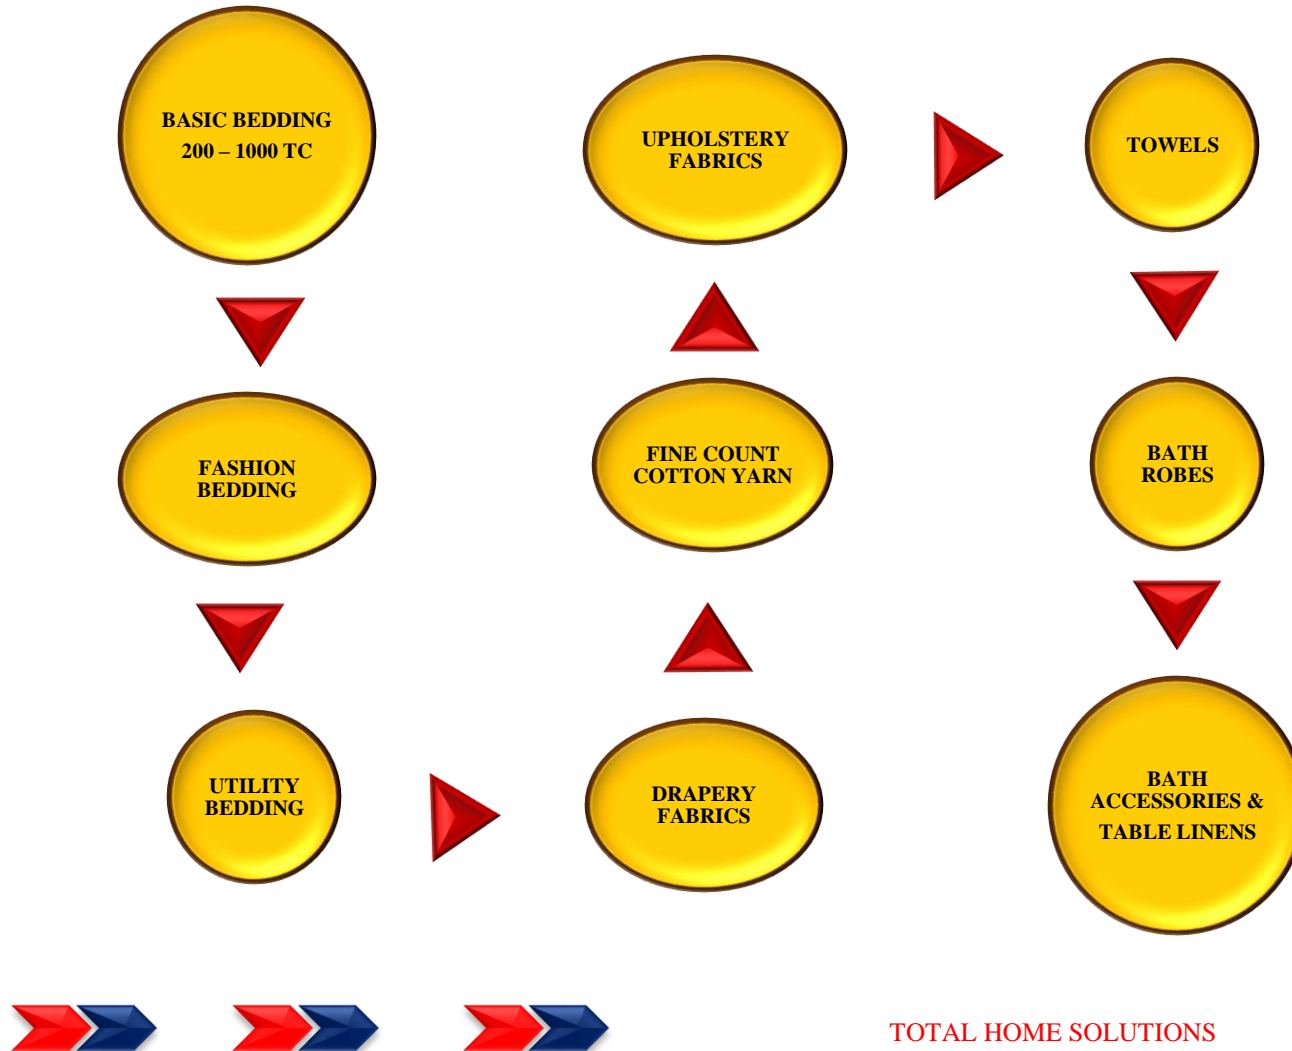 BASIC BEDDING
200 – 1000 TC
FASHION
BEDDING
UTILITY
BEDDING
DRAPERY
FABRICS
FINE COUNT
COTTON YARN
UPHOLSTERY
FABRICS
TOWELS
BATH
ROBES
BATH
ACCESSORIES &
TABLE LINENS
TOTAL HOME SOLUTIONS